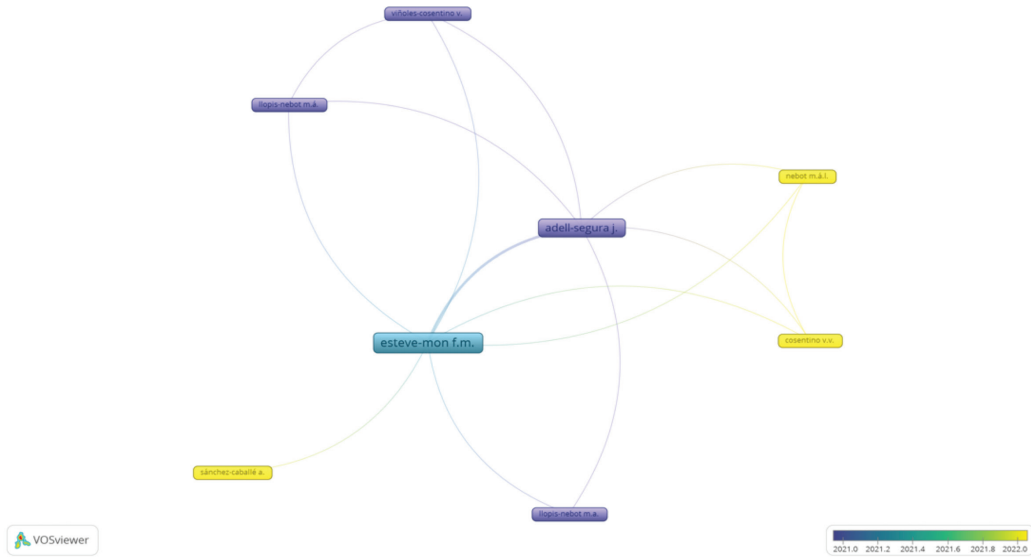 viñoles-cosentino v.
llopis-nebot m.á.
nebot m.á.l.
adell-segura j.
esteve-mon f.m.
cosentino v.v.
sánchez-caballé a.
llopis-nebot m.a.
VOSviewer
2021.0 2021.2 2021.4 2021.6 2021.8 2022.0